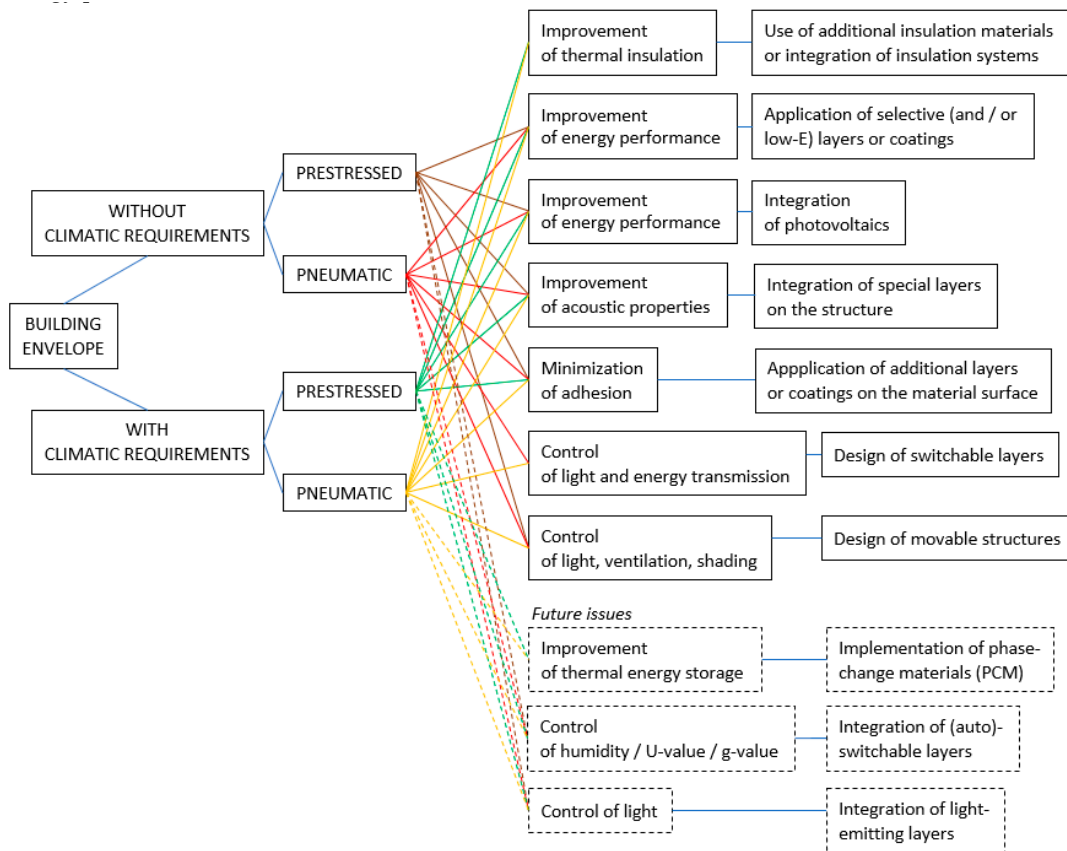 Improvement
of thermal insulation
Use of additional insulation materials
or integration of insulation systems
Improvement
of energy performance
Application of selective (and / or
low-E) layers or coatings
PRESTRESSED
WITHOUT
CLIMATIC REQUIREMENTS
Improvement
of energy performance
Integration
of photovoltaics
PNEUMATIC
Improvement
of acoustic properties
Integration of special layers
on the structure
BUILDING
ENVELOPE
Minimization
of adhesion
Appplication of additional layers
or coatings on the material surface
PRESTRESSED
WITH
CLIMATIC REQUIREMENTS
Control
of light and energy transmission
Design of switchable layers
PNEUMATIC
Control
of light, ventilation, shading
Design of movable structures
Future issues
Improvement
of thermal energy storage
Implementation of phase-
change materials (PCM)
Control
of humidity / U-value / g-value
Integration of (auto)-
switchable layers
Control of light
Integration of light-
emitting layers